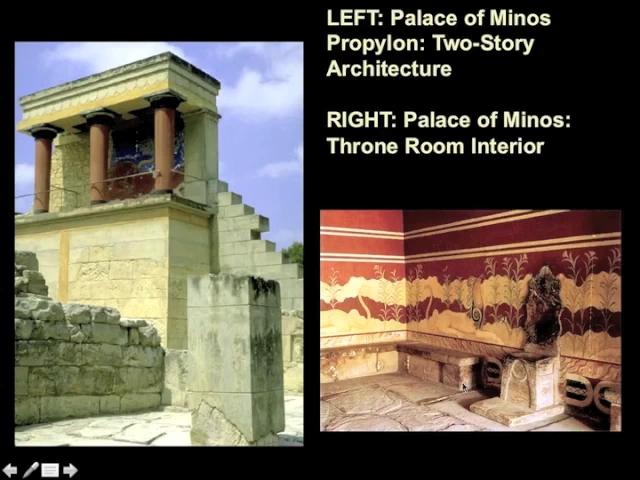 LEFT: Palace of Minos
Propylon: Two-Story
Architecture
RIGHT: Palace of Minos:
Throne Room Interior